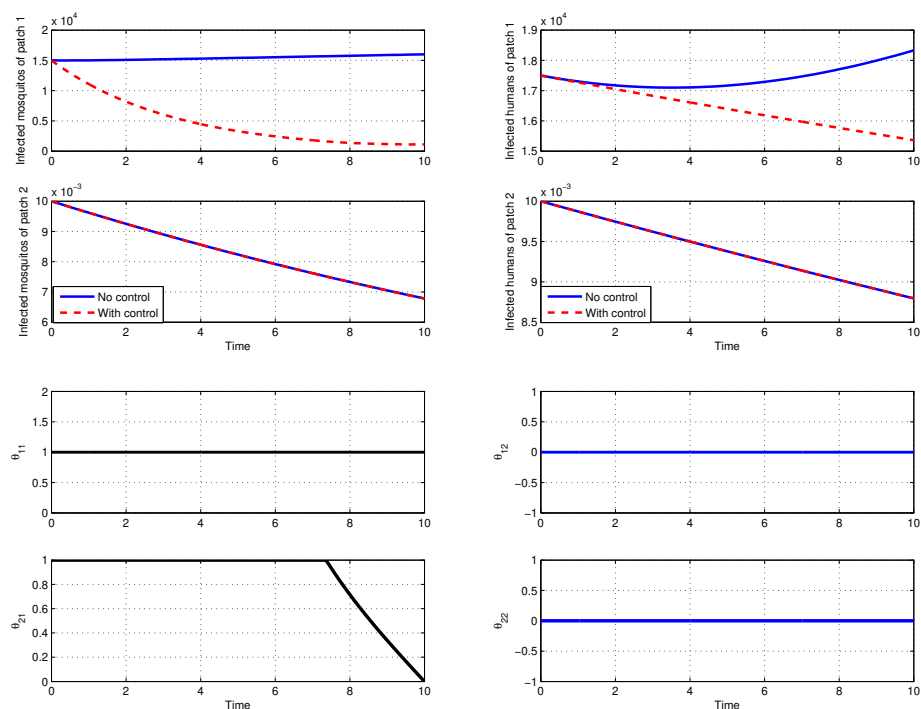 x 10⁴
2
1.5
1
0.5
0
0 2 4 6 8 10
Infected mosquitos of patch 1
x 10⁴
1.9
1.8
1.7
1.6
1.5
0 2 4 6 8 10
Infected humans of patch 1
x 10⁻³
10
9
8
7
6
0 2 4 6 8 10
Infected mosquitos of patch 2
No control
With control
Time
x 10⁻³
10
9.5
9
8.5
0 2 4 6 8 10
Infected humans of patch 2
No control
With control
Time
2
1.5
1
0.5
0
0 2 4 6 8 10
θ₁₁
1
0.5
0
−0.5
−1
0 2 4 6 8 10
θ₁₂
1
0.8
0.6
0.4
0.2
0
0 2 4 6 8 10
θ₂₁
Time
1
0.5
0
−0.5
−1
0 2 4 6 8 10
θ₂₂
Time